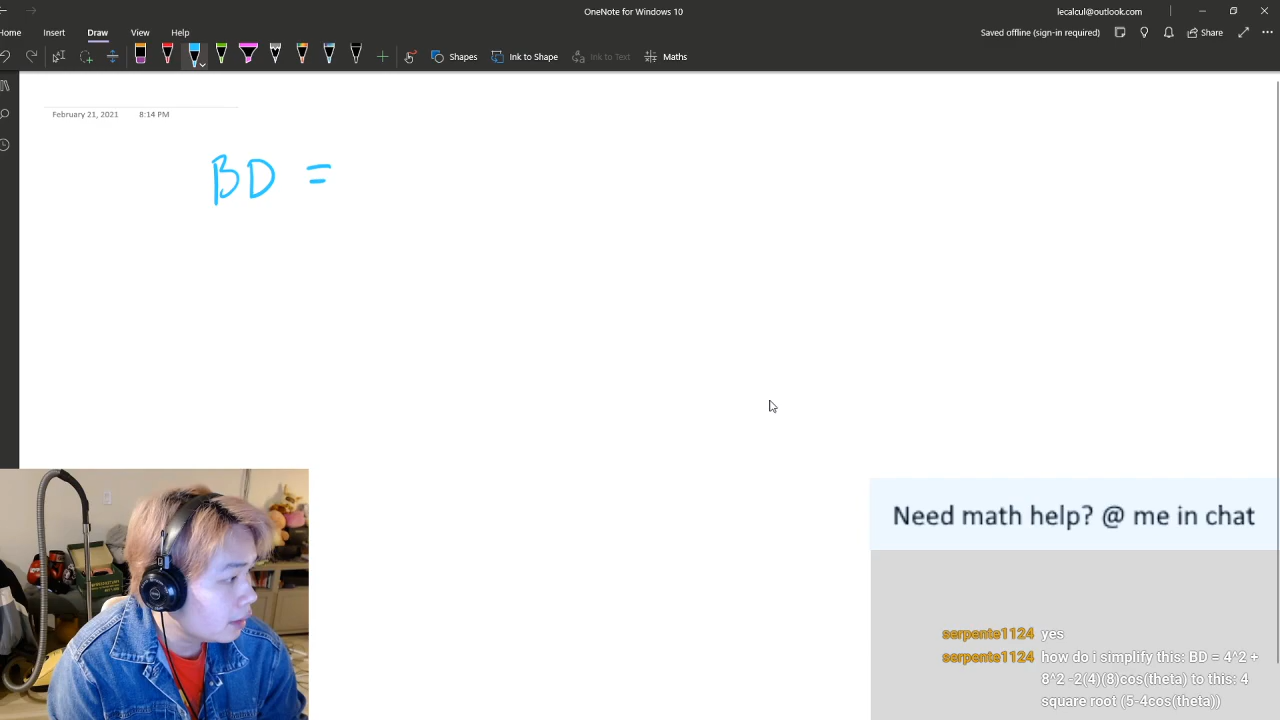 OneNote for Windows 10
lecalcul@outlook.com
Home Insert Draw View Help
Saved offline (sign-in required) Share
Shapes Ink to Shape Ink to Text Maths
February 21, 2021 8:14 PM
BD =
Need math help? @ me in chat
serpente1124 yes
serpente1124 how do i simplify this: BD = 4^2 +
8^2 -2(4)(8)cos(theta) to this: 4
square root (5-4cos(theta))